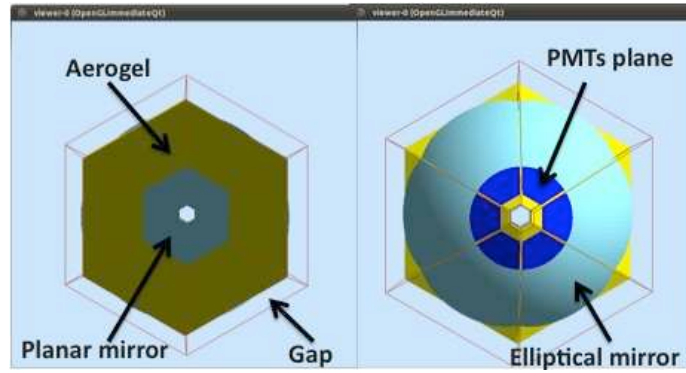 viewer-0 (OpenGLImmediateQt)
viewer-0 (OpenGLImmediateQt)
Aerogel
PMTs plane
Planar mirror
Gap
Elliptical mirror